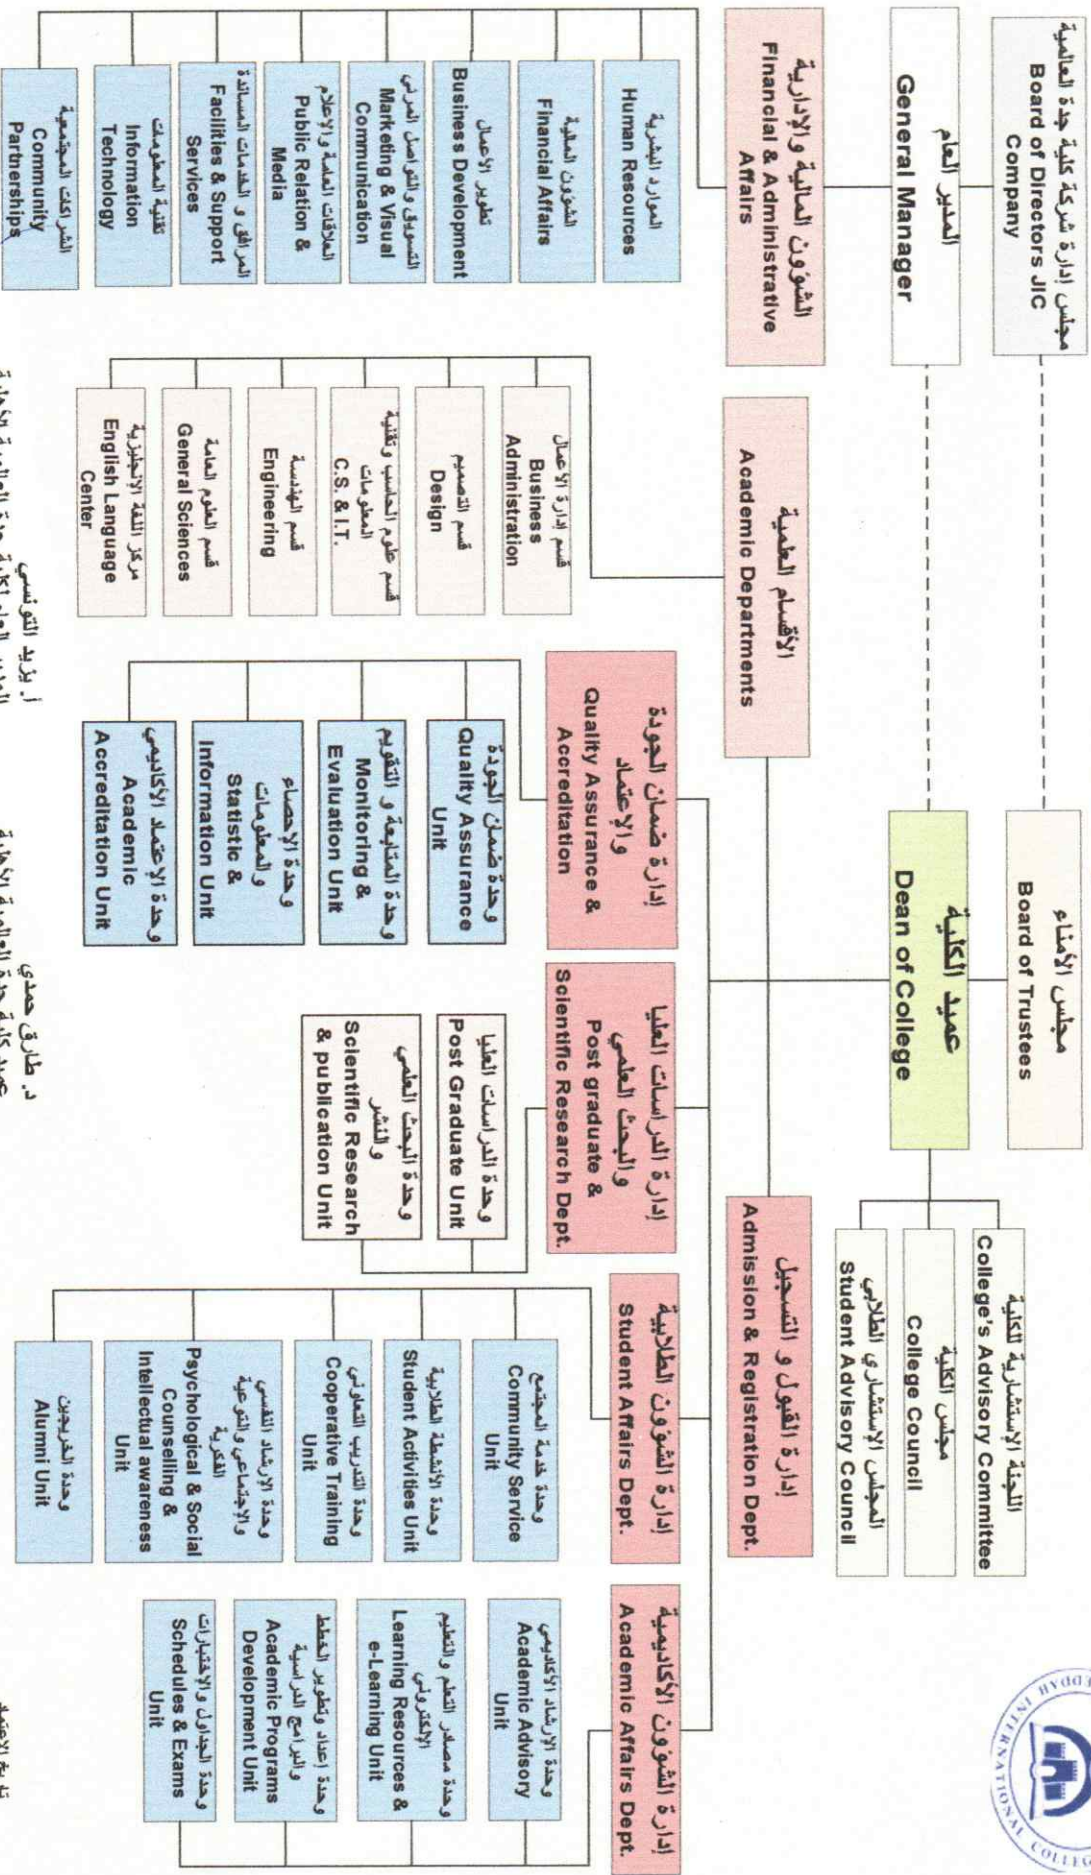 مجلس إدارة شركة كلية جدة العالمية
Board of Directors JIC
Company
مجلس الأمناء
Board of Trustees
المدير العام
General Manager
عميد الكلية
Dean of College
اللجنة الإستشارية للكلية
College's Advisory Committee
مجلس الكلية
College Council
المجلس الإستشاري الطلابي
Student Advisory Council
الشؤون المالية والإدارية
Financial & Administrative
Affairs
الموارد البشرية
Human Resources
الشؤون المالية
Financial Affairs
تطوير الأعمال
Business Development
التسويق والتواصل المرئي
Marketing & Visual
Communication
العلاقات العامة والإعلام
Public Relation &
Media
المرافق و الخدمات المساندة
Facilities & Support
Services
تقنية المعلومات
Information
Technology
الشراكات المجتمعية
Community
Partnerships
الأقسام العلمية
Academic Departments
قسم إدارة الاعمال
Business
Administration
قسم التصميم
Design
قسم علوم الحاسب وتقنية
المعلومات
C.S. & I.T.
قسم الهندسة
Engineering
قسم العلوم العامة
General Sciences
مركز اللغة الإنجليزية
English Language
Center
إدارة القبول و التسجيل
Admission & Registration Dept.
إدارة ضمان الجودة
والإعتماد
Quality Assurance &
Accreditation
وحدة ضمان الجودة
Quality Assurance
Unit
وحدة المتابعة و التقويم
Monitoring &
Evaluation Unit
وحدة الإحصاء
والمعلومات
Statistic &
Information Unit
وحدة الإعتماد الأكاديمي
Academic
Accreditation Unit
إدارة الدراسات العليا
والبحث العلمي
Post graduate &
Scientific Research Dept.
وحدة الدراسات العليا
Post Graduate Unit
وحدة البحث العلمي
والنشر
Scientific Research
& publication Unit
إدارة الشؤون الطلابية
Student Affairs Dept.
وحدة خدمة المجتمع
Community Service
Unit
وحدة الأنشطة الطلابية
Student Activities Unit
وحدة التدريب التعاوني
Cooperative Training
Unit
وحدة الإرشاد النفسي
والإجتماعي والتوعية
الفكرية
Psychological & Social
Counselling &
Intellectual awareness
Unit
وحدة الخريجين
Alumni Unit
إدارة الشؤون الأكاديمية
Academic Affairs Dept.
وحدة الإرشاد الأكاديمي
Academic Advisory
Unit
وحدة مصادر التعلم والتعليم
الإلكتروني
Learning Resources &
e-Learning Unit
وحدة إعداد وتطوير الخطط
والبرامج الدراسية
Academic Programs
Development Unit
وحدة الجداول والإختبارات
Schedules & Exams
Unit
أ. يزيد التونسي
د. طارق حمدي
INTERNATIONAL